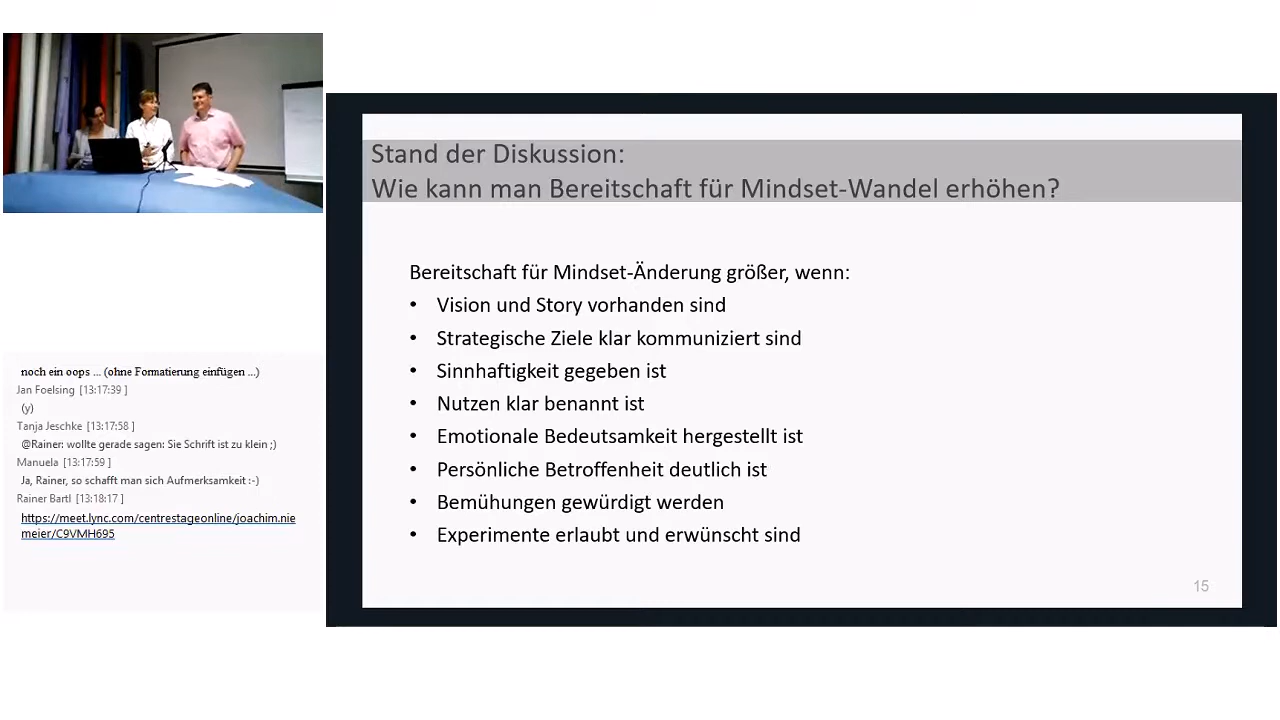 noch ein oops ... (ohne Formatierung einfügen ...)
Jan Foelsing [13:17:39 ]
(y)
Tanja Jeschke [13:17:58 ]
@Rainer: wollte gerade sagen: Sie Schrift ist zu klein ;)
Manuela [13:17:59 ]
Ja, Rainer, so schafft man sich Aufmerksamkeit :-)
Rainer Bartl [13:18:17 ]
https://meet.lync.com/centrestageonline/joachim.nie
meier/C9VMH695
Stand der Diskussion:
Wie kann man Bereitschaft für Mindset-Wandel erhöhen?
Bereitschaft für Mindset-Änderung größer, wenn:
• Vision und Story vorhanden sind
• Strategische Ziele klar kommuniziert sind
• Sinnhaftigkeit gegeben ist
• Nutzen klar benannt ist
• Emotionale Bedeutsamkeit hergestellt ist
• Persönliche Betroffenheit deutlich ist
• Bemühungen gewürdigt werden
• Experimente erlaubt und erwünscht sind
15